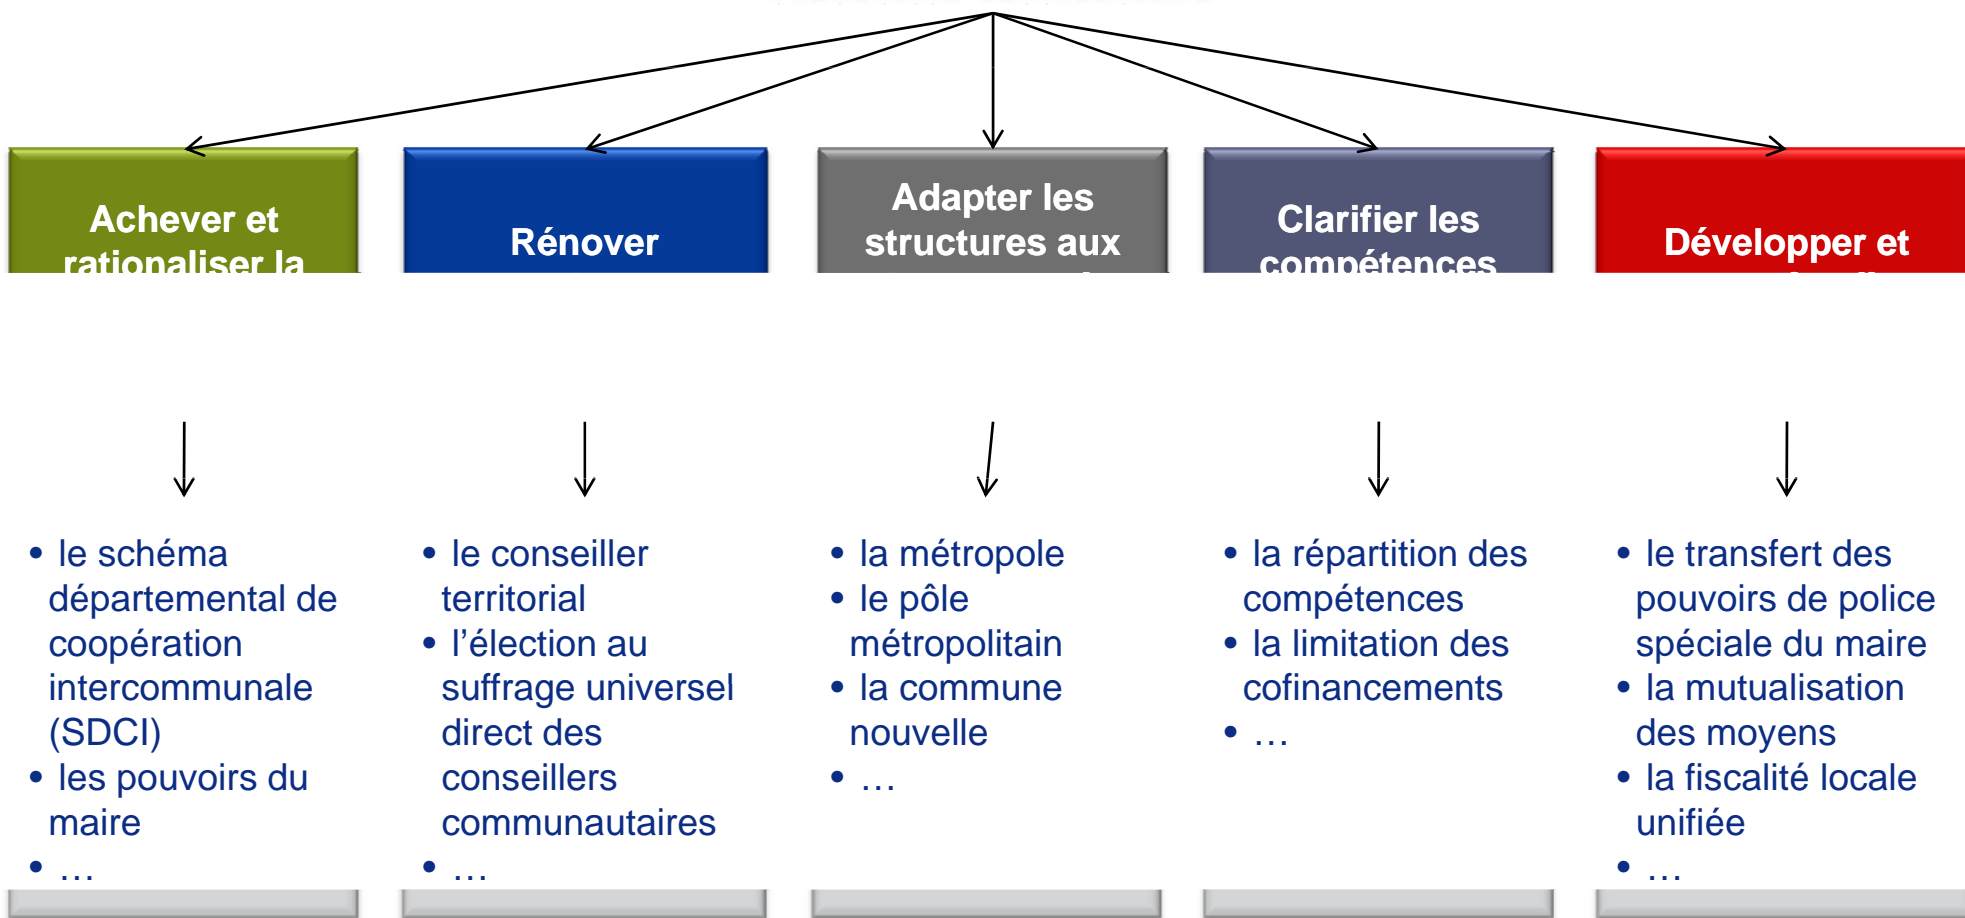 Achever et
rationaliser la
Rénover
Adapter les
structures aux
Clarifier les
compétences
Développer et
• le schéma
départemental de
coopération
intercommunale
(SDCI)
• les pouvoirs du
maire
• …
• le conseiller
territorial
• l’élection au
suffrage universel
direct des
conseillers
communautaires
• …
• la métropole
• le pôle
métropolitain
• la commune
nouvelle
• …
• la répartition des
compétences
• la limitation des
cofinancements
• …
• le transfert des
pouvoirs de police
spéciale du maire
• la mutualisation
des moyens
• la fiscalité locale
unifiée
• …